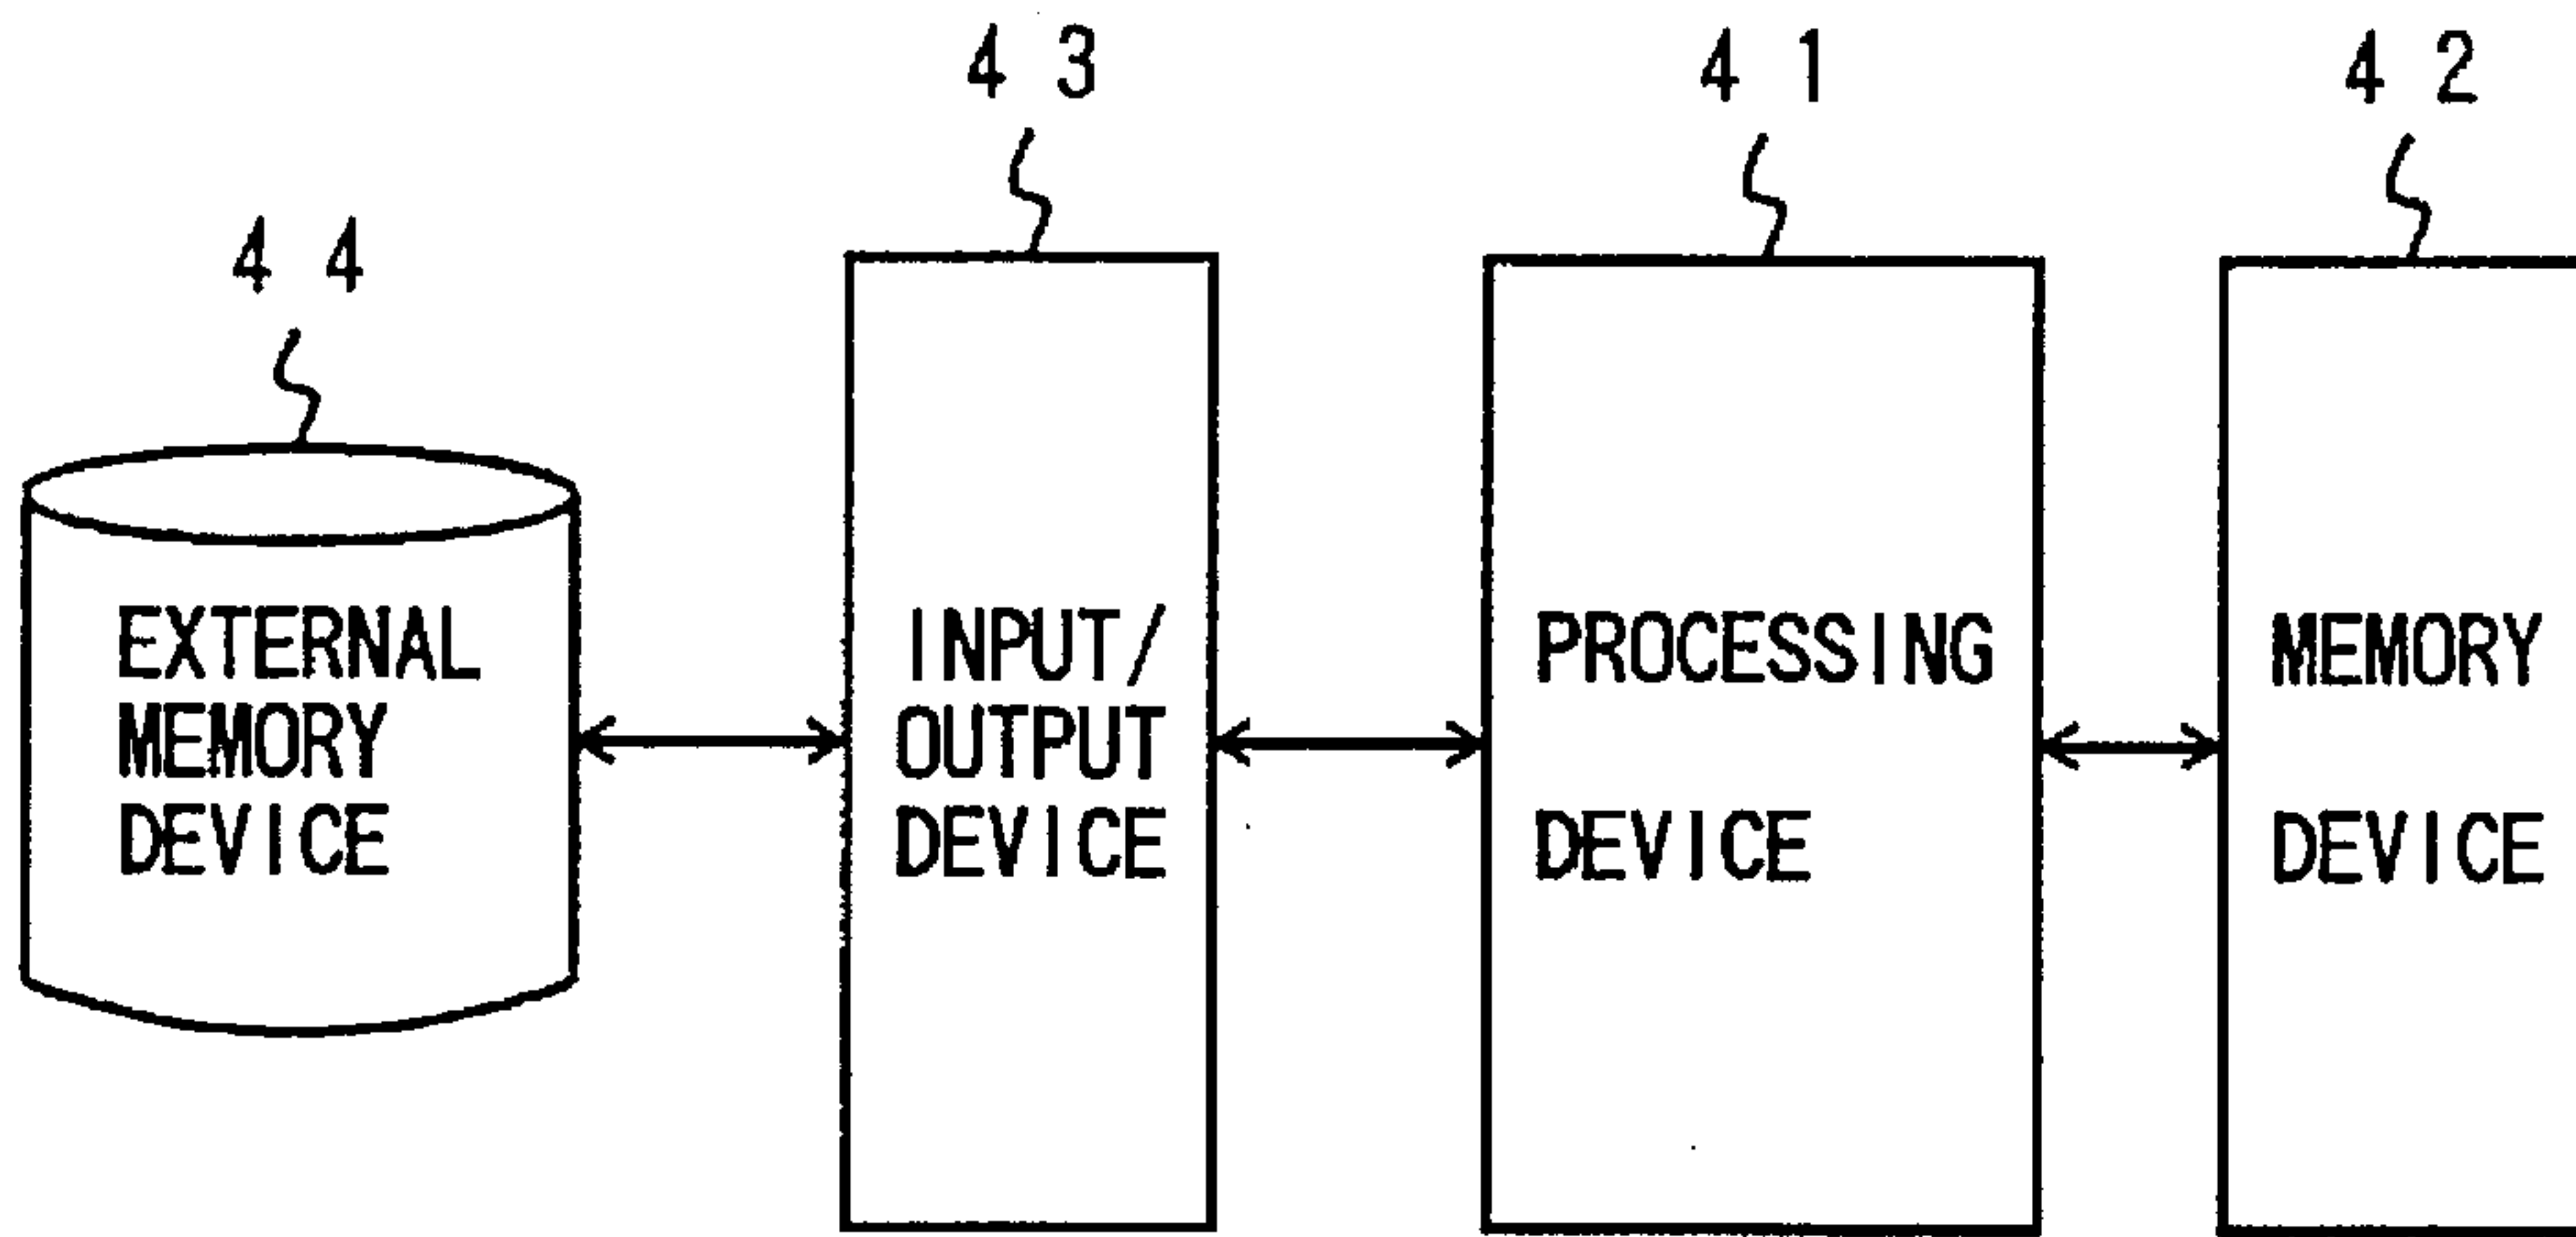 4 3
4 1
4 2
4 4
EXTERNAL
MEMORY
DEVICE
INPUT/
OUTPUT
DEVICE
PROCESSING
DEVICE
MEMORY
DEVICE